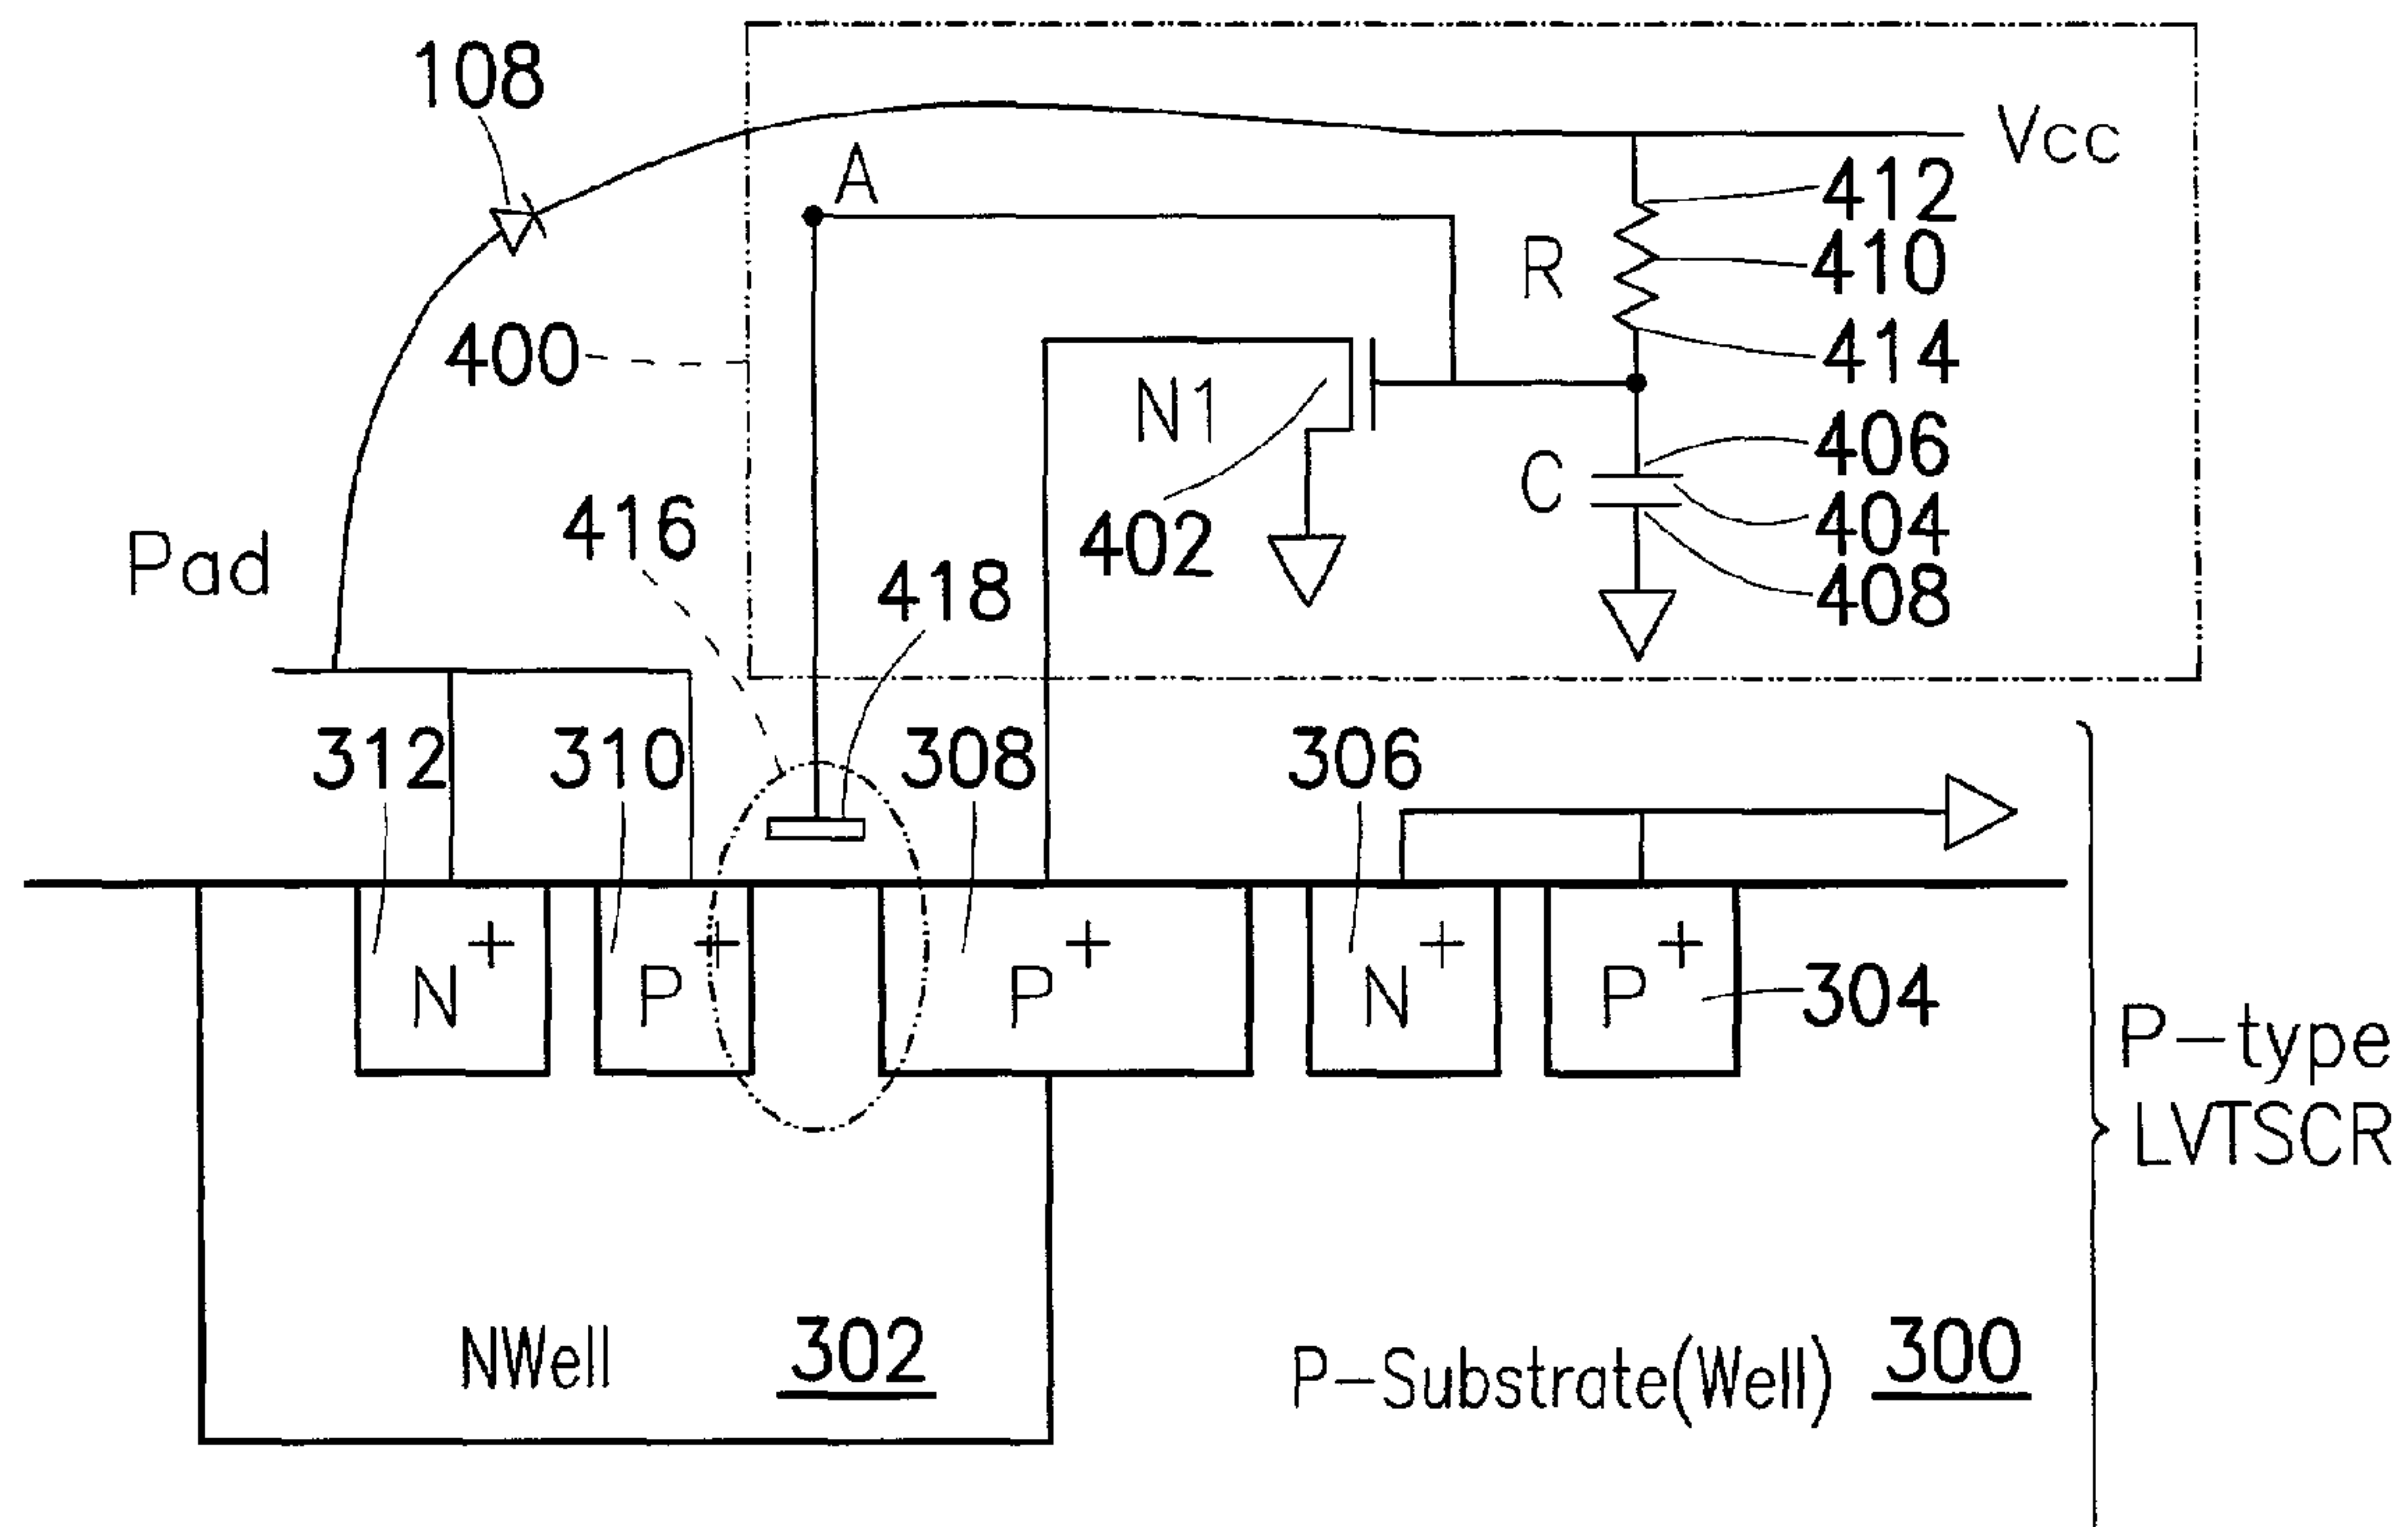 108
Vcc
A
412
R
410
400
414
N1
406
C
404
416
402
Pad
418
408
312
310
308
306
N+
P+
P+
N+
P+
304
P-type
LVTSCR
NWell
302
P-Substrate(Well)
300